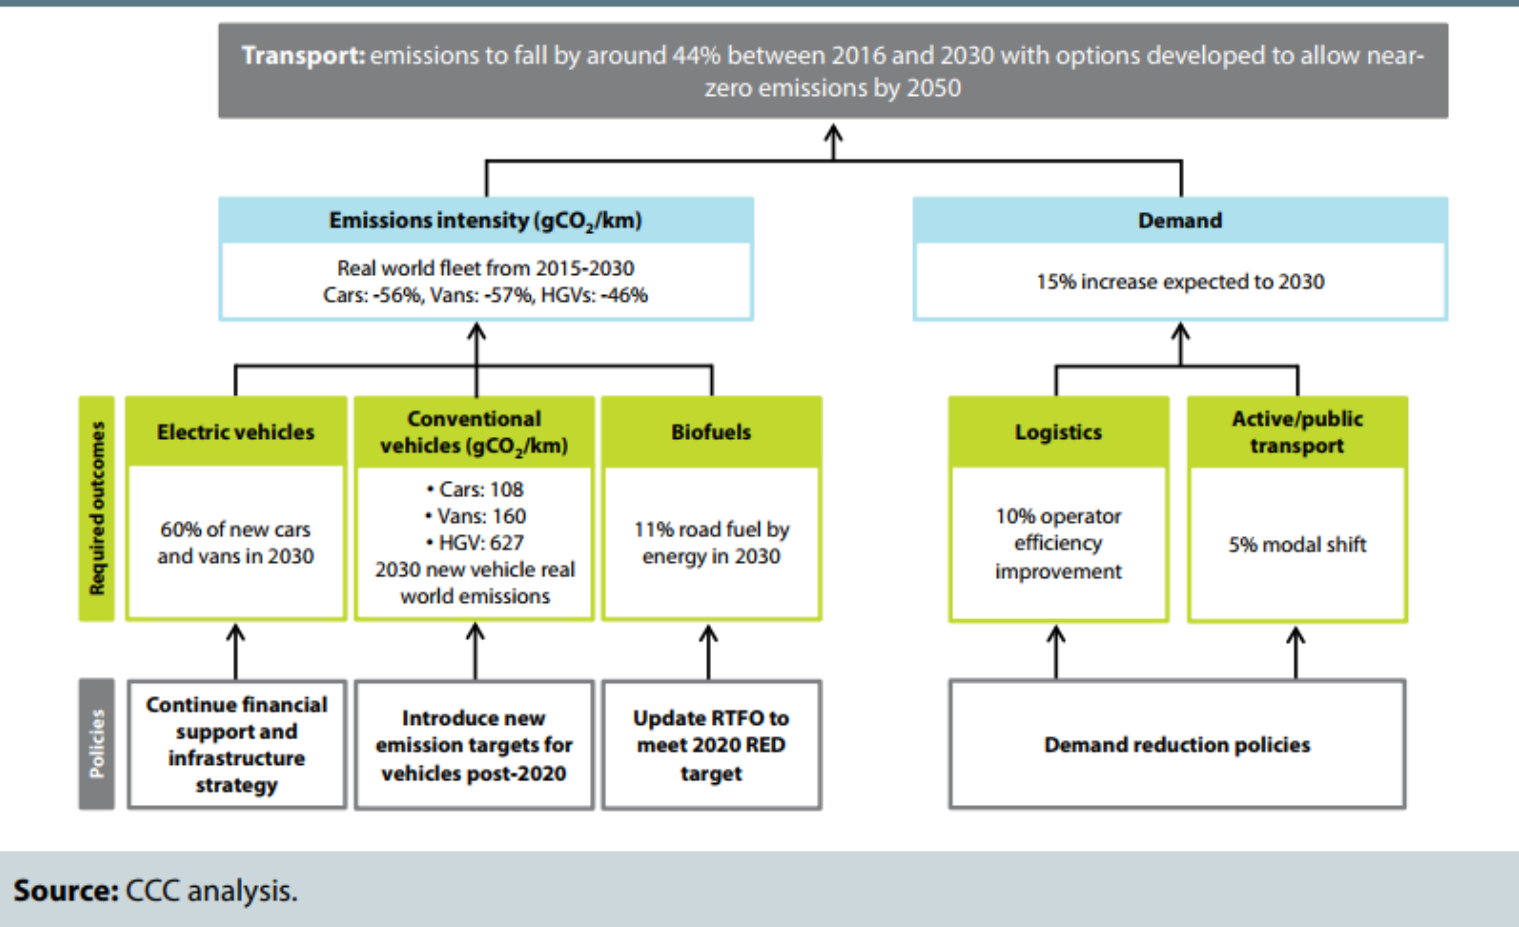 Transport: emissions to fall by around 44% between 2016 and 2030 with options developed to allow near-
zero emissions by 2050
Emissions intensity (gCO₂/km)
Real world fleet from 2015-2030
Cars: -56%, Vans: -57%, HGVs: -46%
Demand
15% increase expected to 2030
Required outcomes
Electric vehicles
60% of new cars
and vans in 2030
Conventional
vehicles (gCO₂/km)
• Cars: 108
• Vans: 160
• HGV: 627
2030 new vehicle real
world emissions
Biofuels
11% road fuel by
energy in 2030
Logistics
10% operator
efficiency
improvement
Active/public
transport
5% modal shift
Policies
Continue financial
support and
infrastructure
strategy
Introduce new
emission targets for
vehicles post-2020
Update RTFO to
meet 2020 RED
target
Demand reduction policies
Source: CCC analysis.